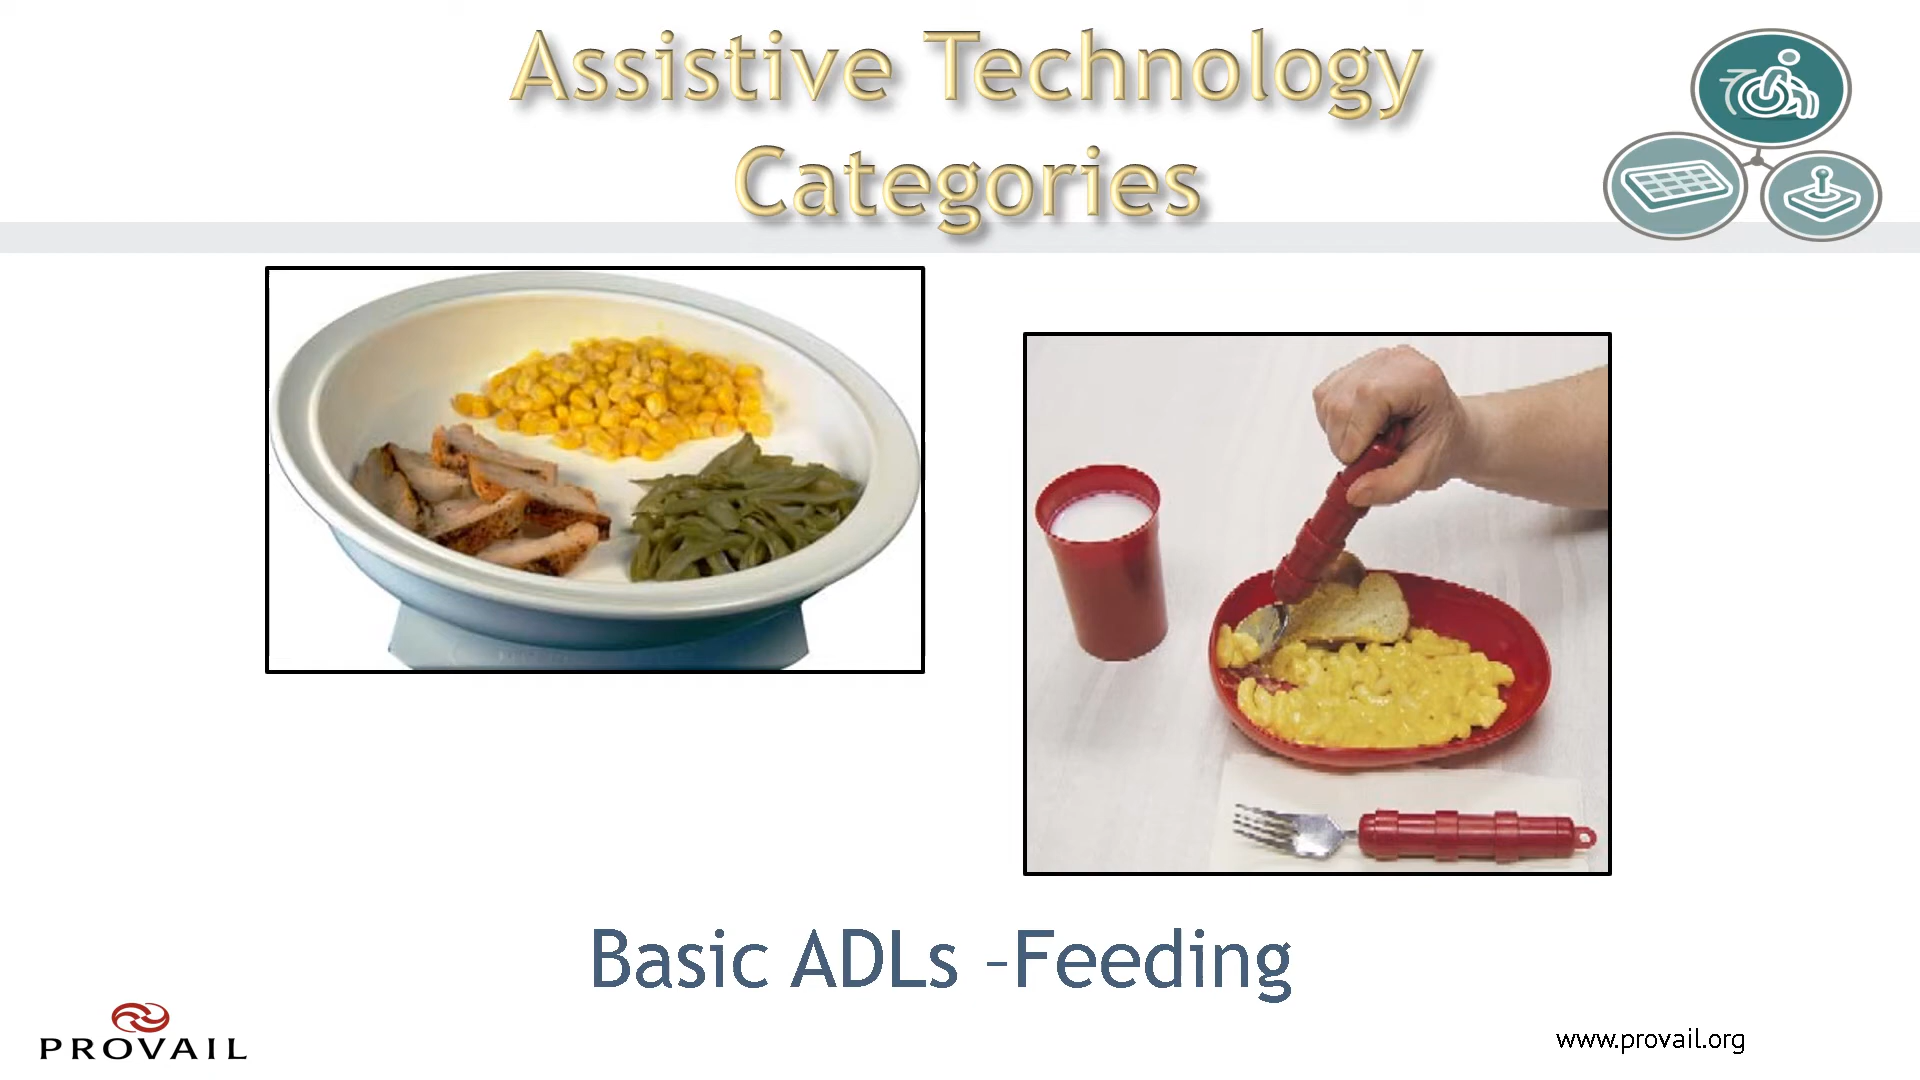 Assistive Technology
Categories
Basic ADLs –Feeding
PROVAIL
www.provail.org